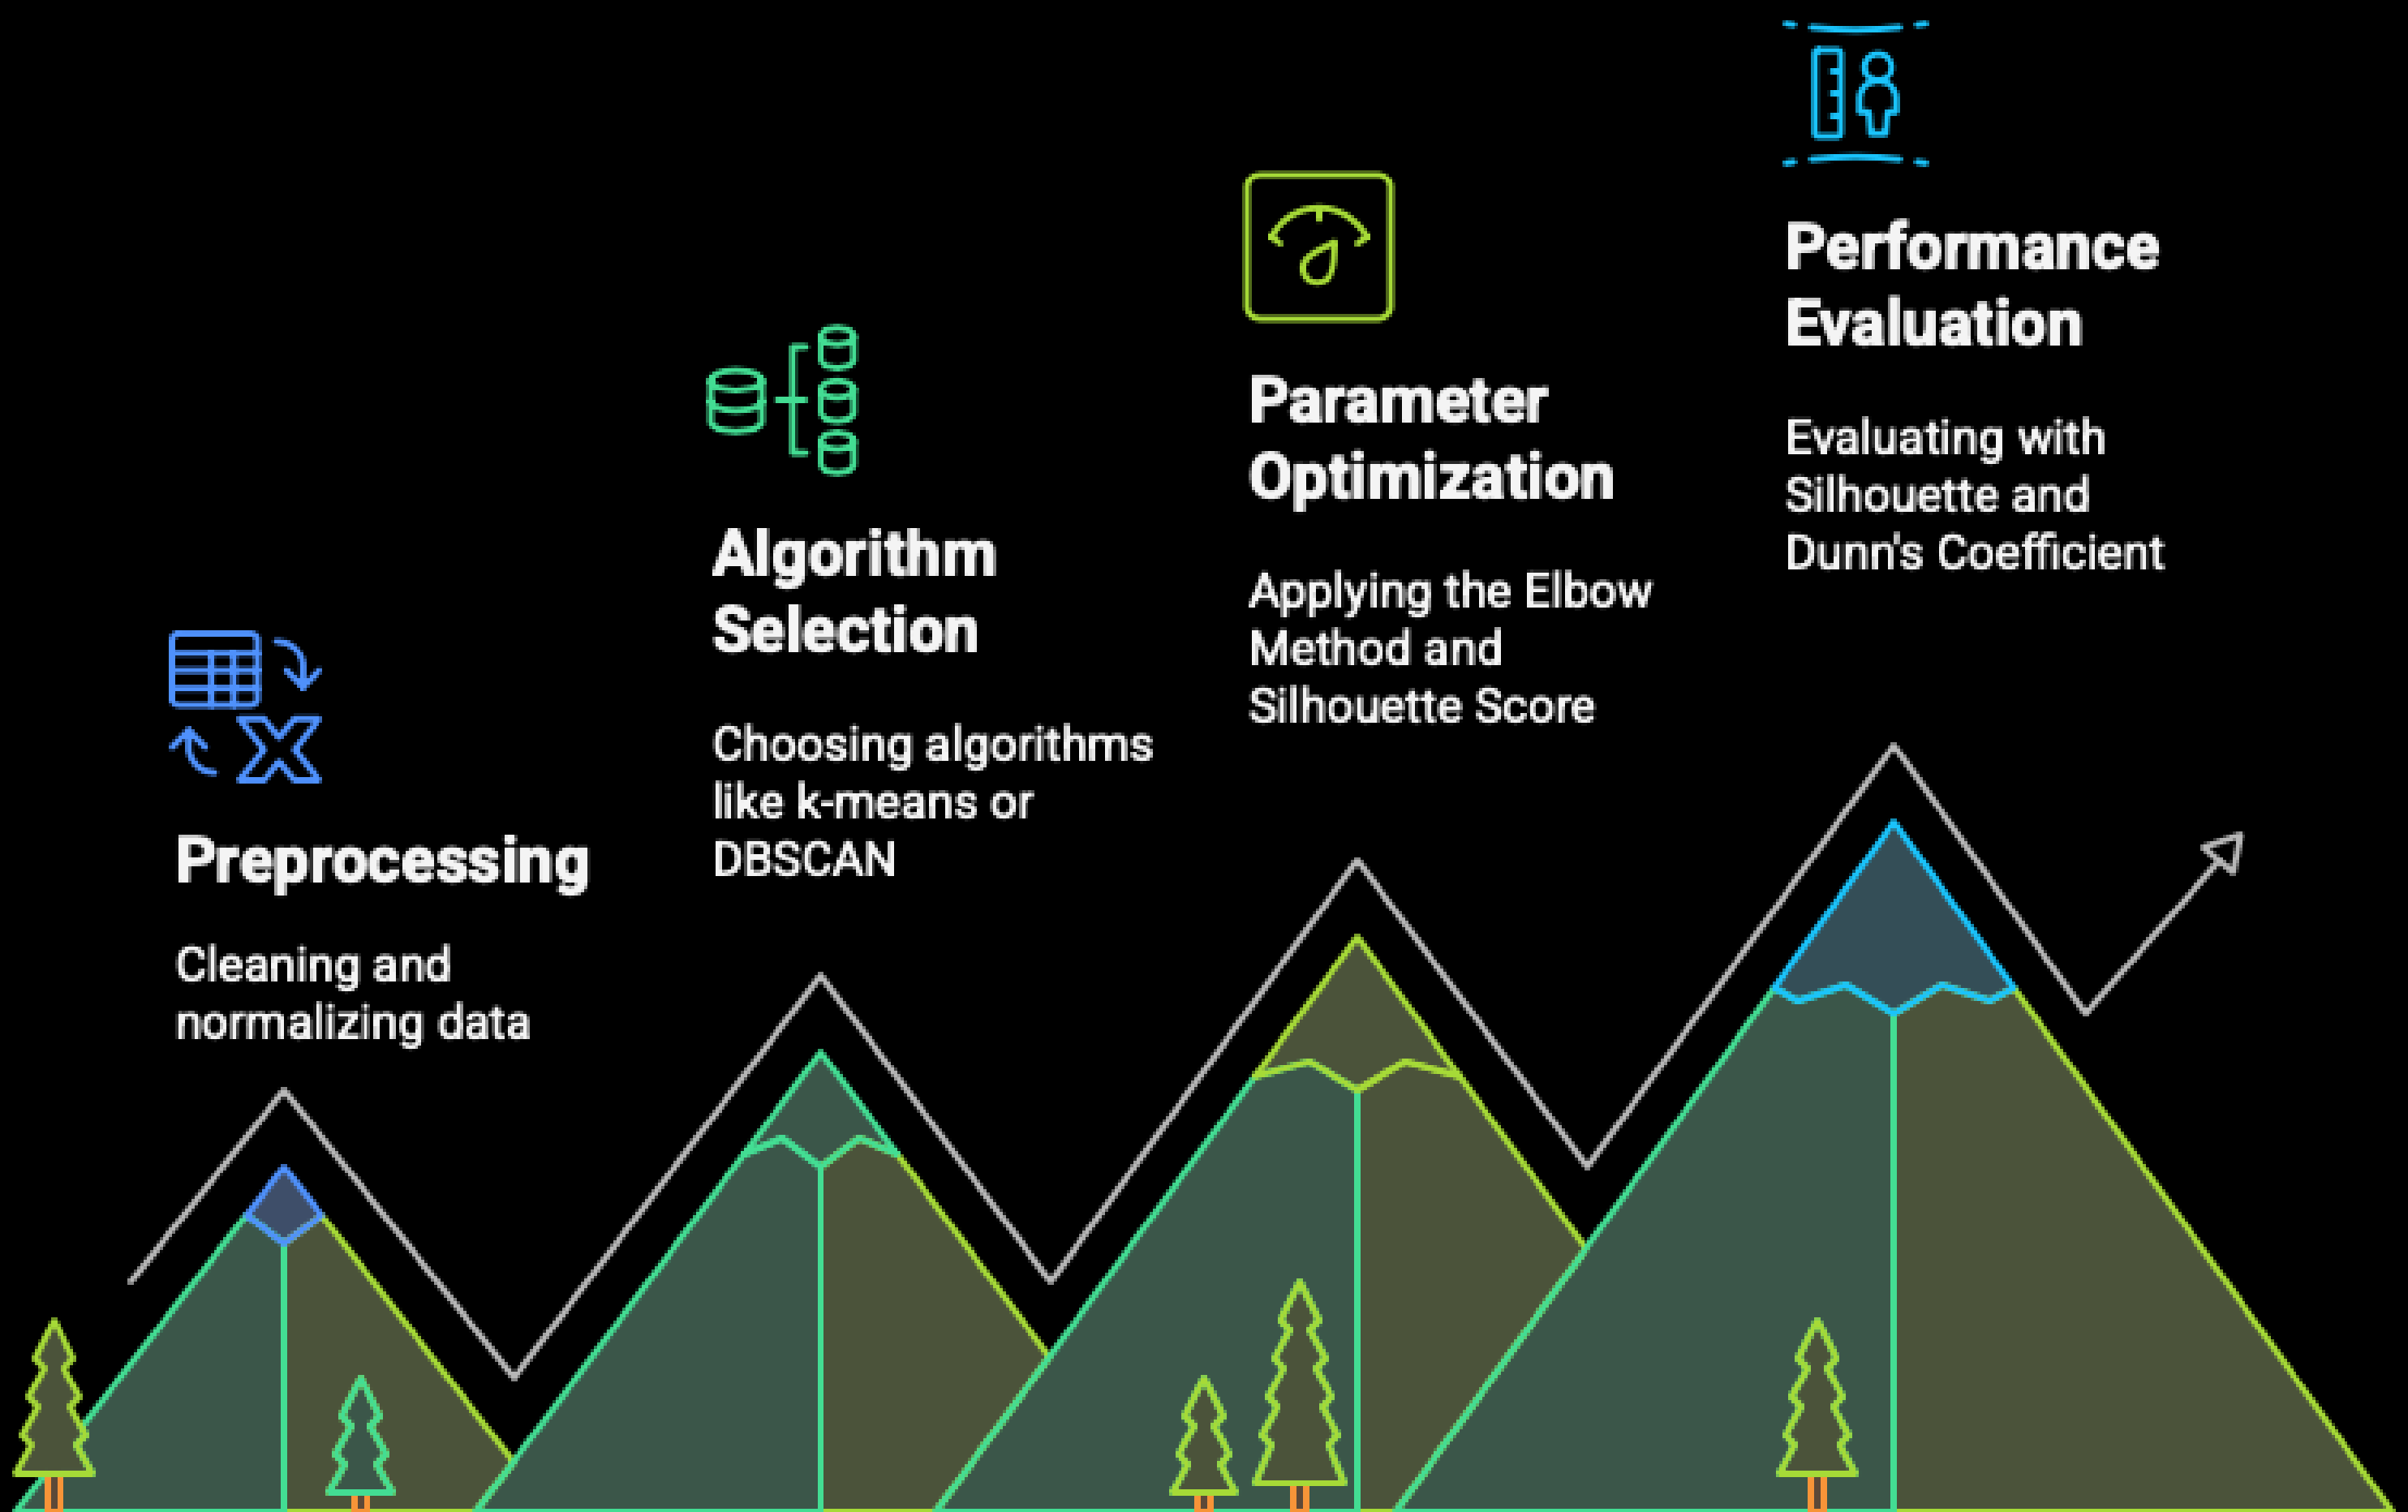 Preprocessing
Cleaning and
normalizing data
Algorithm
Selection
Choosing algorithms
like k-means or
DBSCAN
Parameter
Optimization
Applying the Elbow
Method and
Silhouette Score
Performance
Evaluation
Evaluating with
Silhouette and
Dunn's Coefficient